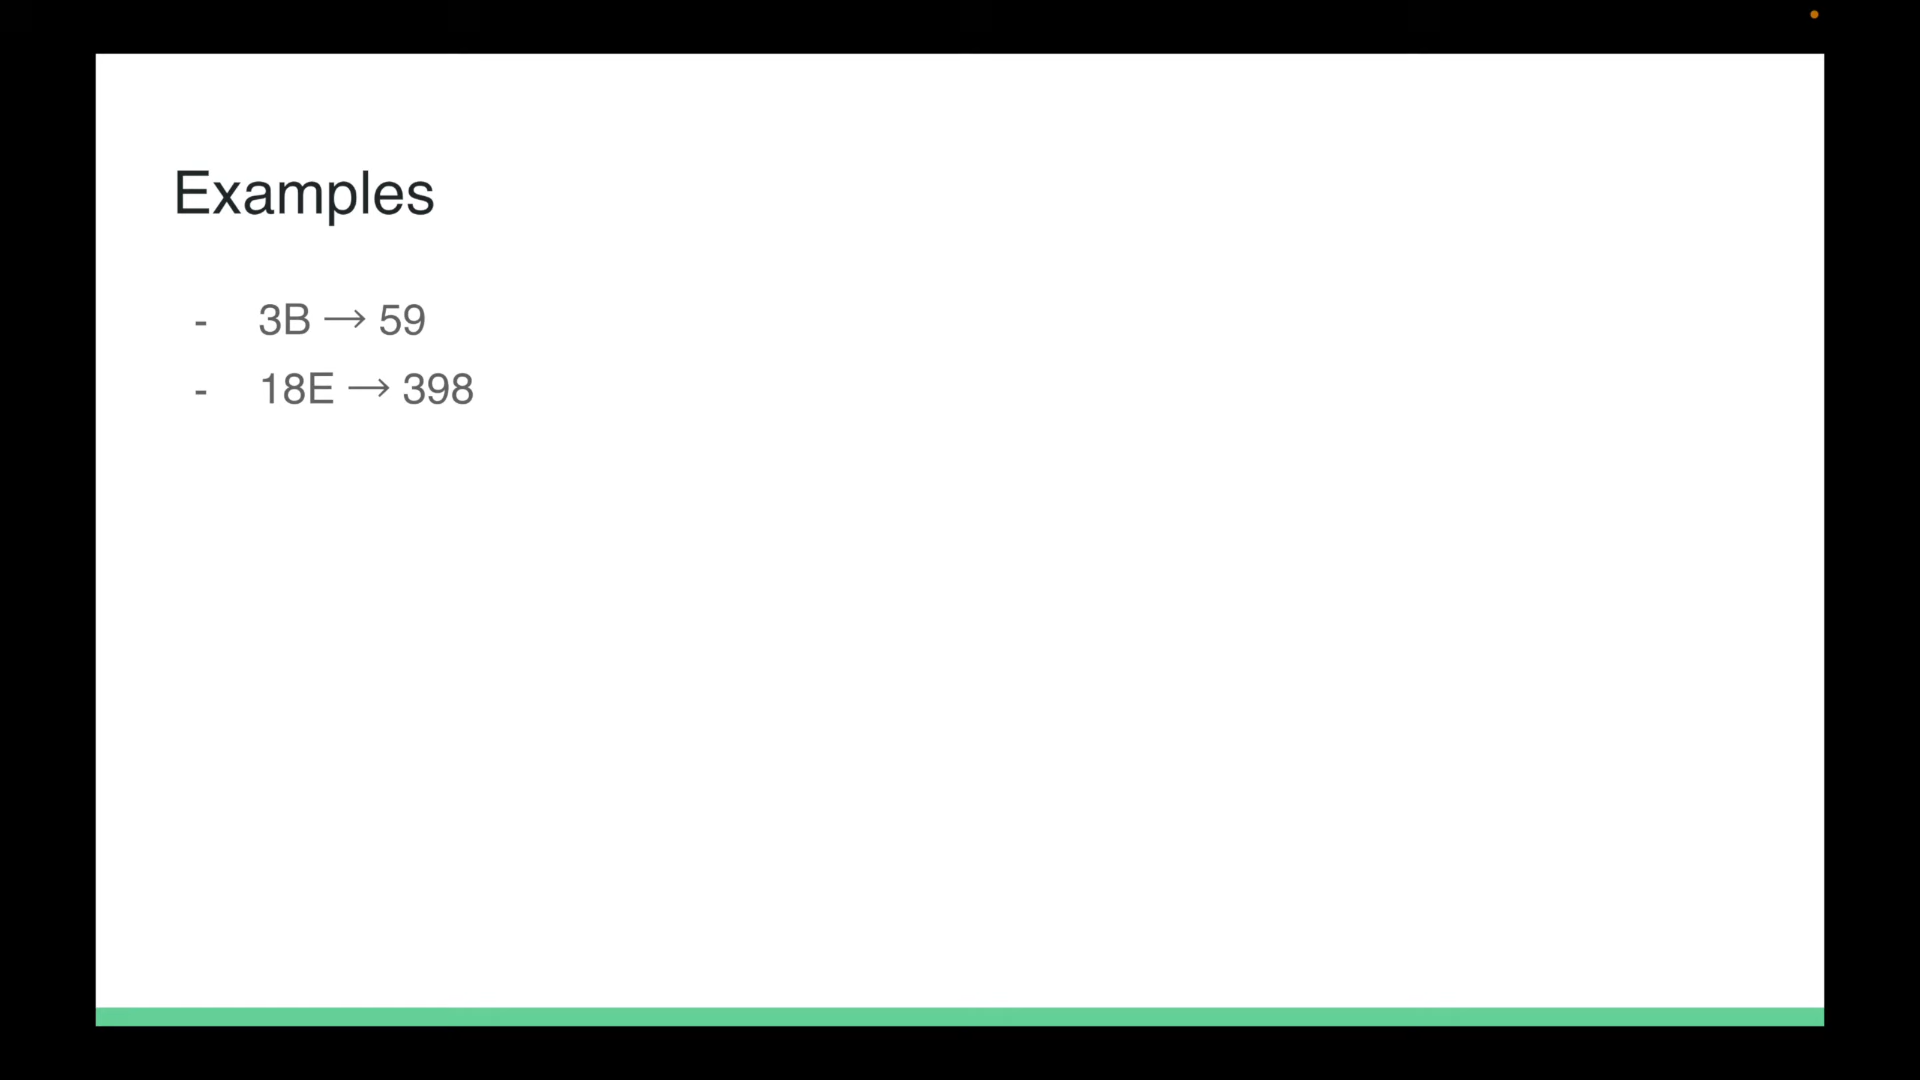 Examples
- 3B → 59
- 18E → 398